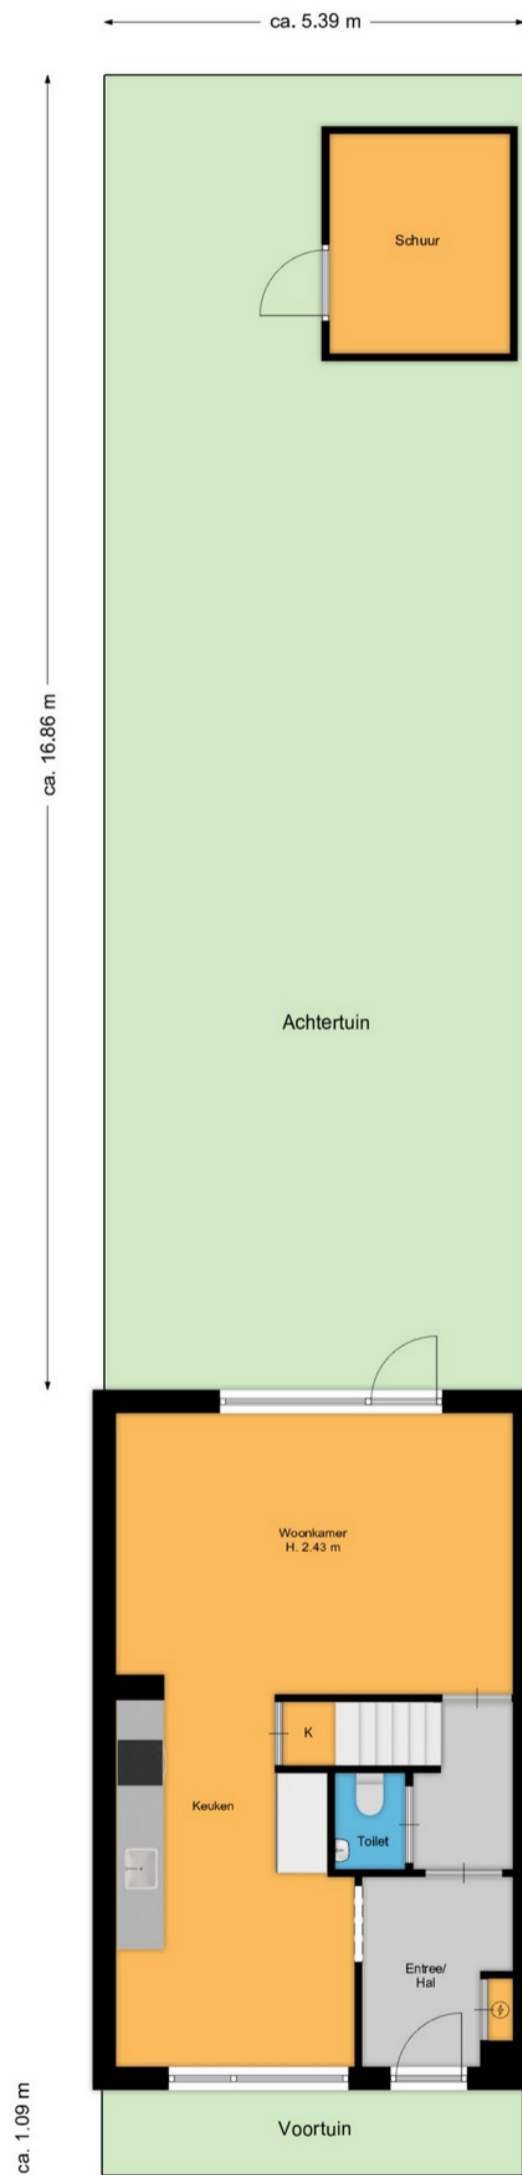 ca. 5.39 m
Schuur
ca. 16.86 m
Achtertuin
Woonkamer
H. 2.43 m
K
Keuken
Toilet
Entree/
Hal
ca. 1.09 m
Voortuin